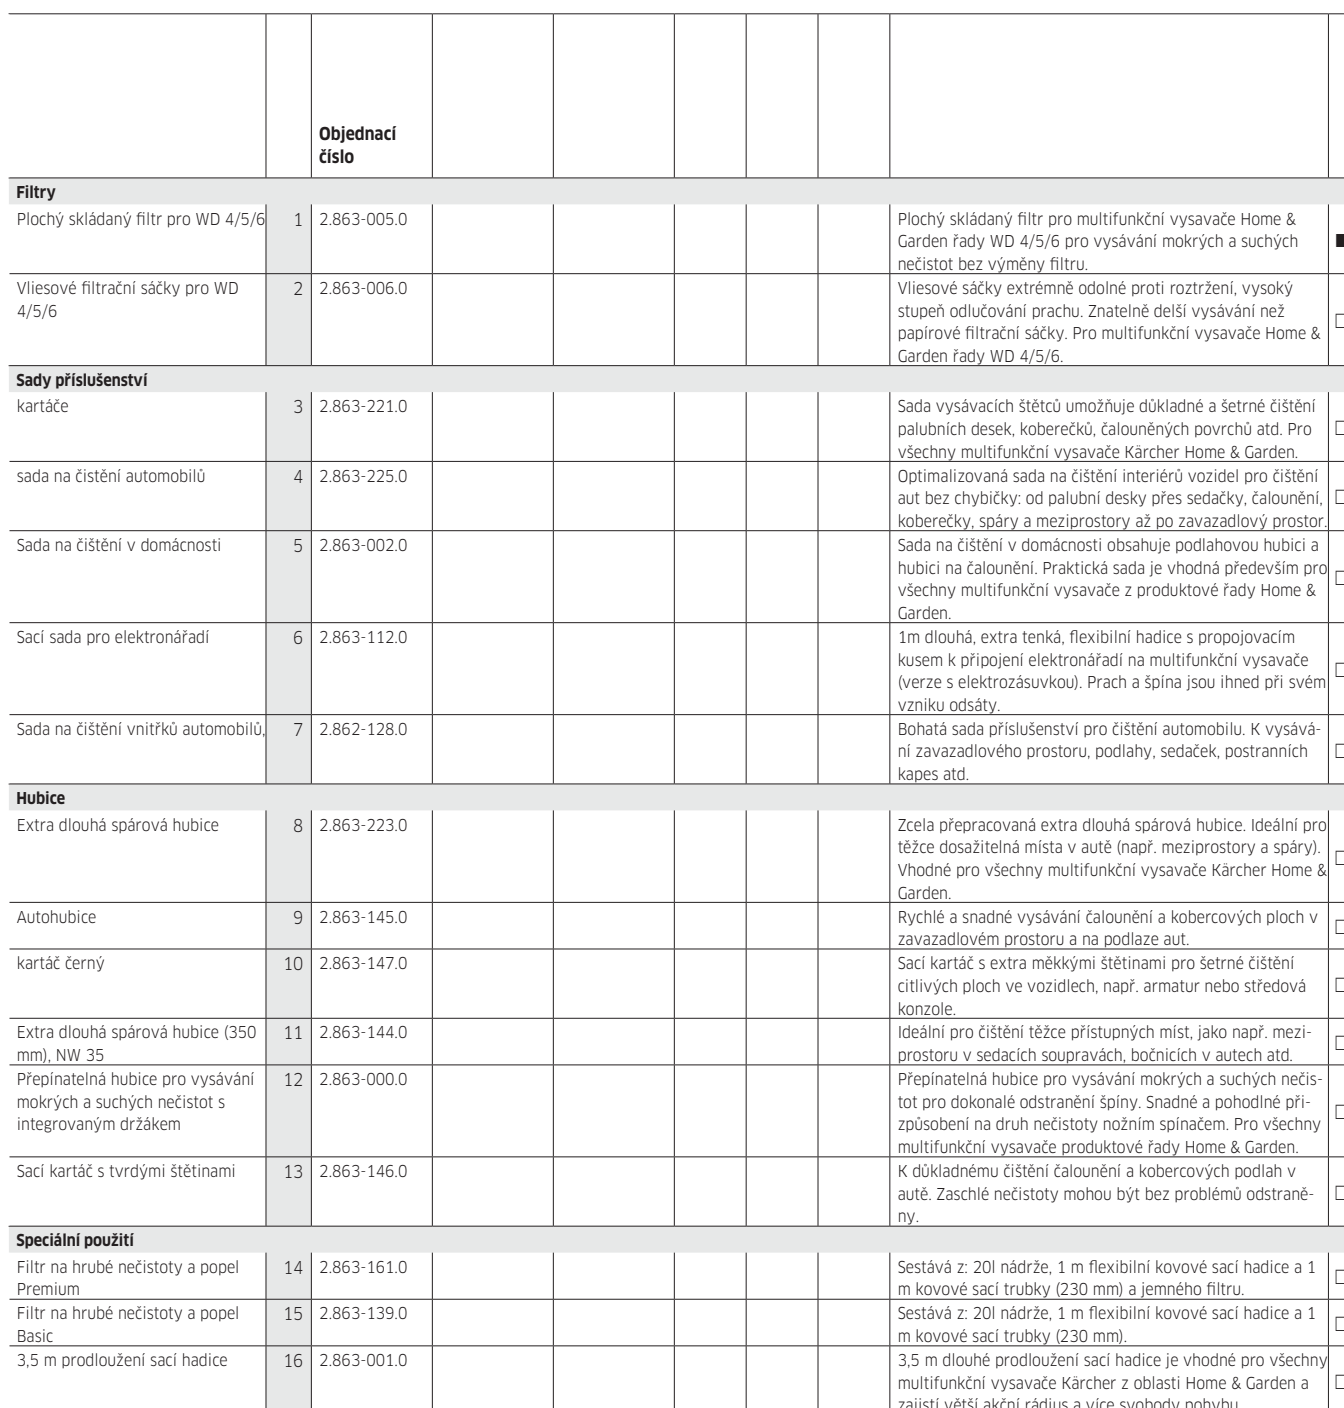 Objednací
číslo
Filtry
Plochý skládaný filtr pro WD 4/5/6 1 2.863-005.0 Plochý skládaný filtr pro multifunkční vysavače Home &
Garden řady WD 4/5/6 pro vysávání mokrých a suchých
nečistot bez výměny filtru.
Vliesové filtrační sáčky pro WD 2 2.863-006.0 Vliesové sáčky extrémně odolné proti roztržení, vysoký
4/5/6 stupeň odlučování prachu. Znatelně delší vysávání než
papírové filtrační sáčky. Pro multifunkční vysavače Home &
Garden řady WD 4/5/6.
Sady příslušenství
kartáče 3 2.863-221.0 Sada vysávacích štětců umožňuje důkladné a šetrné čištění
palubních desek, koberečků, čalouněných povrchů atd. Pro
všechny multifunkční vysavače Kärcher Home & Garden.
sada na čistění automobilů 4 2.863-225.0 Optimalizovaná sada na čištění interiérů vozidel pro čištění
aut bez chybičky: od palubní desky přes sedačky, čalounění,
koberečky, spáry a meziprostory až po zavazadlový prostor.
Sada na čištění v domácnosti 5 2.863-002.0 Sada na čištění v domácnosti obsahuje podlahovou hubici a
hubici na čalounění. Praktická sada je vhodná především pro
všechny multifunkční vysavače z produktové řady Home &
Garden.
Sací sada pro elektronářadí 6 2.863-112.0 1m dlouhá, extra tenká, flexibilní hadice s propojovacím
kusem k připojení elektronářadí na multifunkční vysavače
(verze s elektrozásuvkou). Prach a špína jsou ihned při svém
vzniku odsáty.
Sada na čištění vnitřků automobilů, 7 2.862-128.0 Bohatá sada příslušenství pro čištění automobilu. K vysává-
ní zavazadlového prostoru, podlahy, sedaček, postranních
kapes atd.
Hubice
Extra dlouhá spárová hubice 8 2.863-223.0 Zcela přepracovaná extra dlouhá spárová hubice. Ideální pro
těžce dosažitelná místa v autě (např. meziprostory a spáry).
Vhodné pro všechny multifunkční vysavače Kärcher Home &
Garden.
Autohubice 9 2.863-145.0 Rychlé a snadné vysávání čalounění a kobercových ploch v
zavazadlovém prostoru a na podlaze aut.
kartáč černý 10 2.863-147.0 Sací kartáč s extra měkkými štětinami pro šetrné čištění
citlivých ploch ve vozidlech, např. armatur nebo středová
konzole.
Extra dlouhá spárová hubice (350 11 2.863-144.0 Ideální pro čištění těžce přístupných míst, jako např. mezi-
mm), NW 35 prostoru v sedacích soupravách, bočnicích v autech atd.
Přepínatelná hubice pro vysávání 12 2.863-000.0 Přepínatelná hubice pro vysávání mokrých a suchých nečis-
mokrých a suchých nečistot s tot pro dokonalé odstranění špíny. Snadné a pohodlné při-
integrovaným držákem způsobení na druh nečistoty nožním spínačem. Pro všechny
multifunkční vysavače produktové řady Home & Garden.
Sací kartáč s tvrdými štětinami 13 2.863-146.0 K důkladnému čištění čalounění a kobercových podlah v
autě. Zaschlé nečistoty mohou být bez problémů odstraně-
ny.
Speciální použití
Filtr na hrubé nečistoty a popel 14 2.863-161.0 Sestává z: 20l nádrže, 1 m flexibilní kovové sací hadice a 1
Premium m kovové sací trubky (230 mm) a jemného filtru.
Filtr na hrubé nečistoty a popel 15 2.863-139.0 Sestává z: 20l nádrže, 1 m flexibilní kovové sací hadice a 1
Basic m kovové sací trubky (230 mm).
3,5 m prodloužení sací hadice 16 2.863-001.0 3,5 m dlouhé prodloužení sací hadice je vhodné pro všechny
multifunkční vysavače Kärcher z oblasti Home & Garden a
zajistí větší akční rádius a více svobody pohybu.